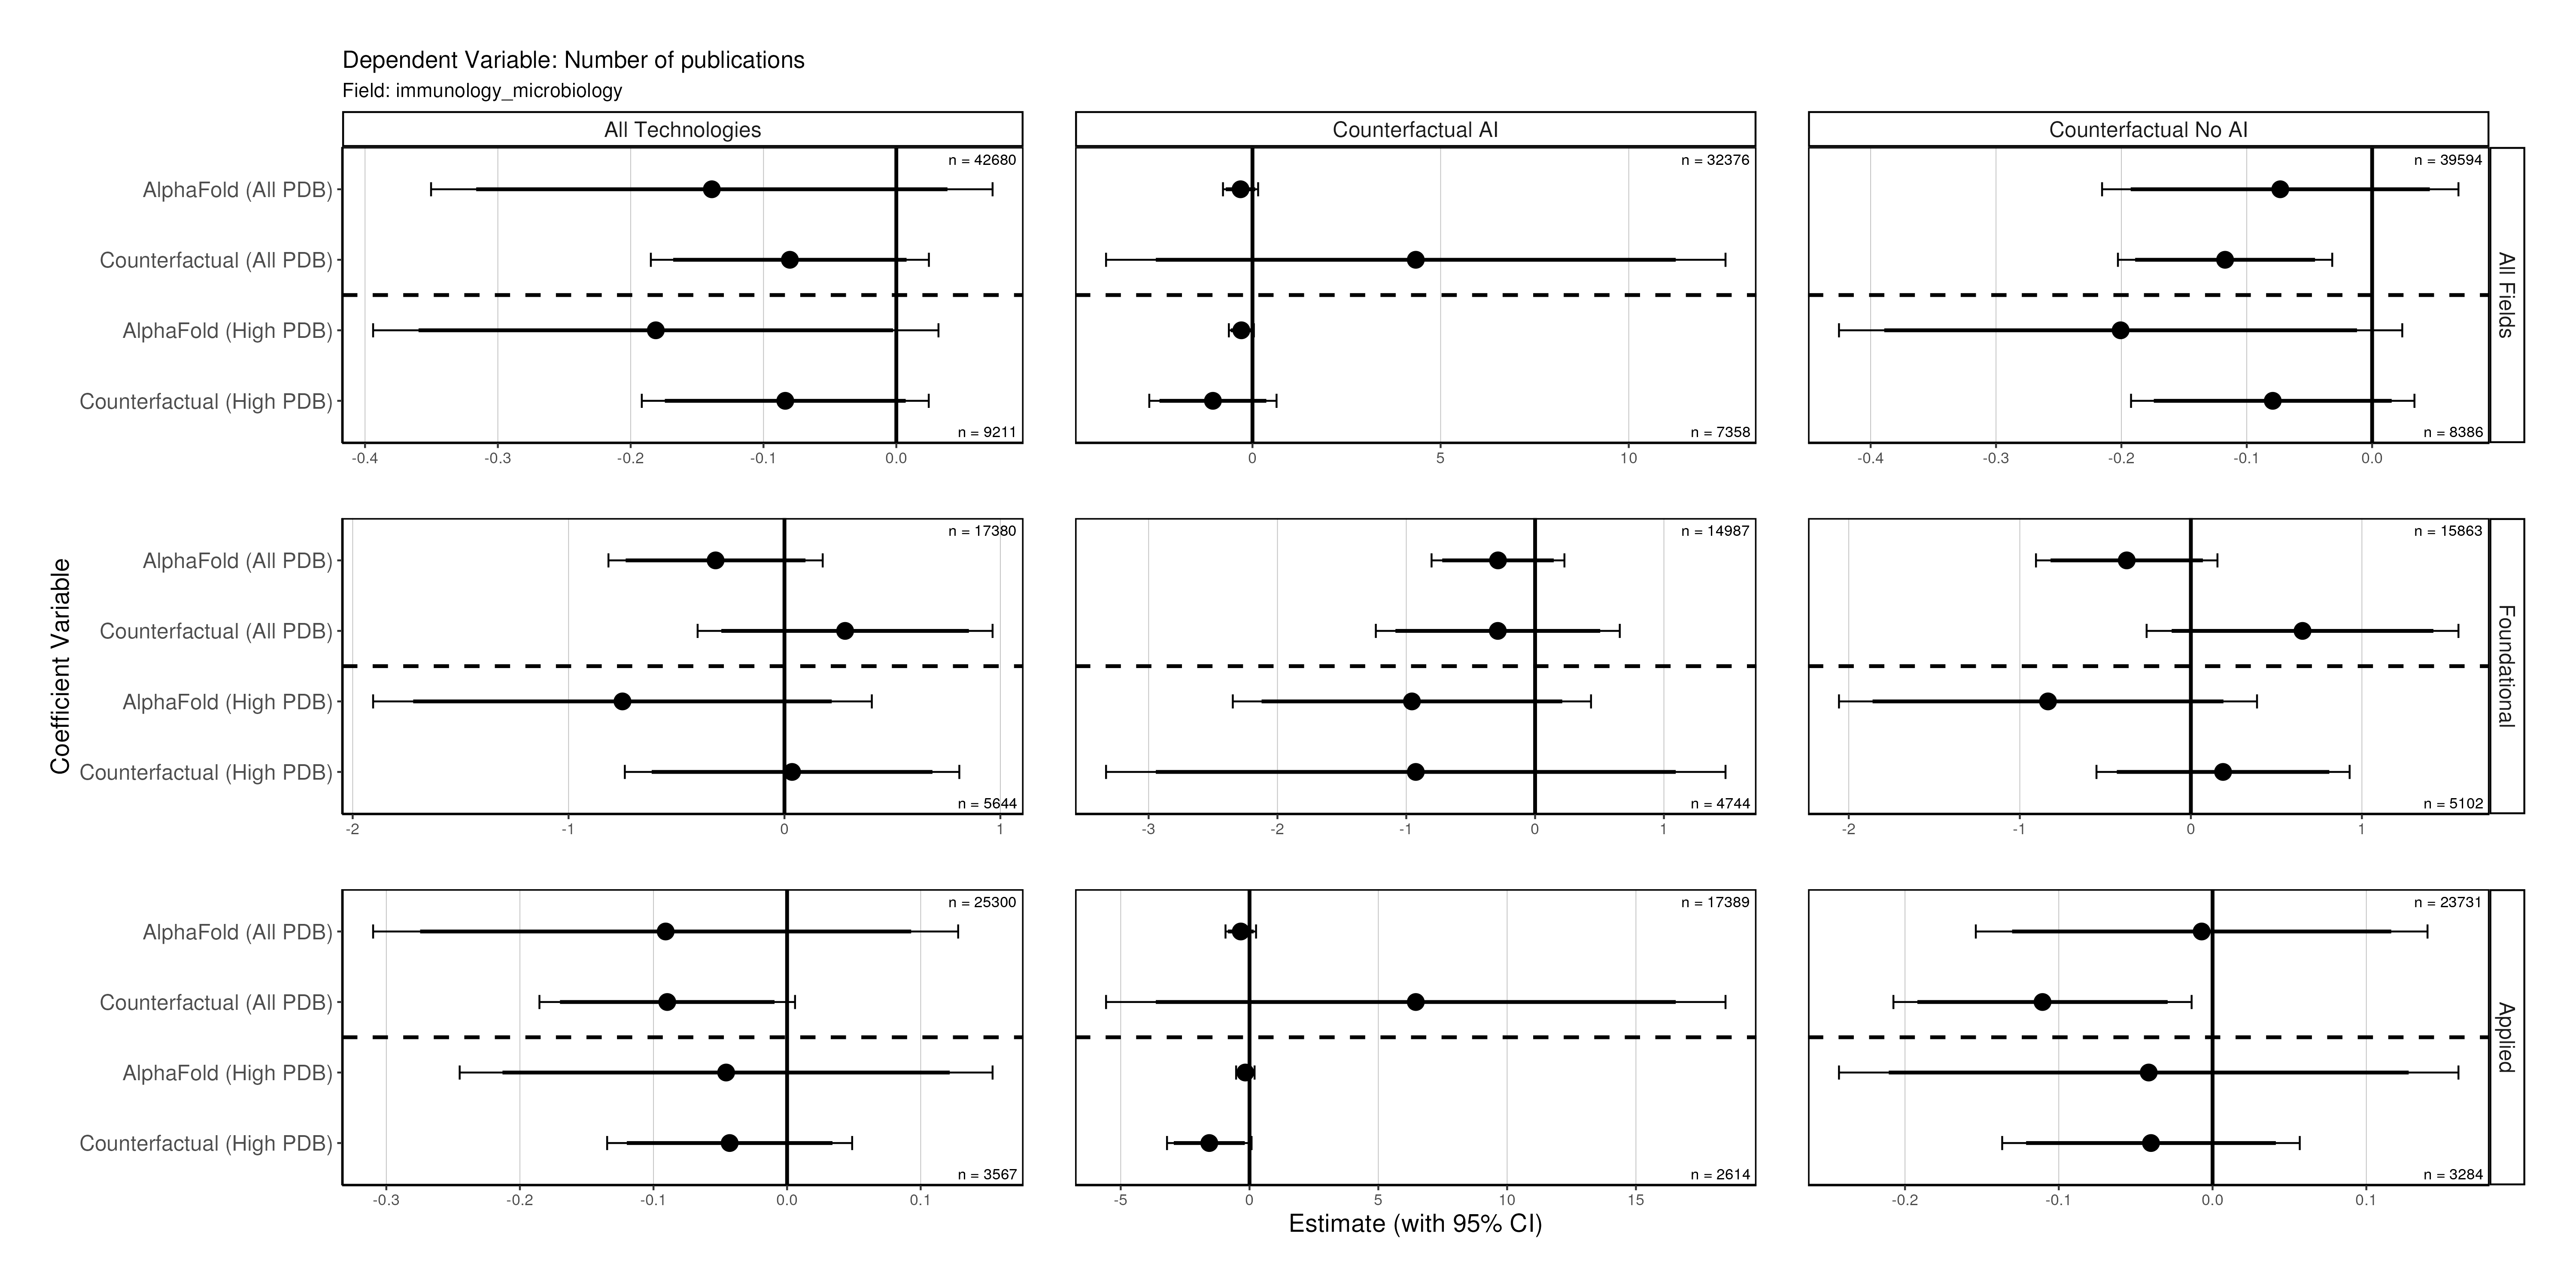 Dependent Variable: Number of publications
Field: immunology_microbiology
All Technologies
Counterfactual AI
Counterfactual No AI
Coefficient Variable
AlphaFold (All PDB)
Counterfactual (All PDB)
AlphaFold (High PDB)
Counterfactual (High PDB)
n = 42680
n = 9211
-0.4 -0.3 -0.2 -0.1 0.0
n = 32376
n = 7358
0 5 10
n = 39594
n = 8386
-0.4 -0.3 -0.2 -0.1 0.0
All Fields
AlphaFold (All PDB)
Counterfactual (All PDB)
AlphaFold (High PDB)
Counterfactual (High PDB)
n = 17380
n = 5644
-2 -1 0 1
n = 14987
n = 4744
-3 -2 -1 0 1
n = 15863
n = 5102
-2 -1 0 1
Foundational
AlphaFold (All PDB)
Counterfactual (All PDB)
AlphaFold (High PDB)
Counterfactual (High PDB)
n = 25300
n = 3567
-0.3 -0.2 -0.1 0.0 0.1
n = 17389
n = 2614
-5 0 5 10 15
n = 23731
n = 3284
-0.2 -0.1 0.0 0.1
Applied
Estimate (with 95% CI)